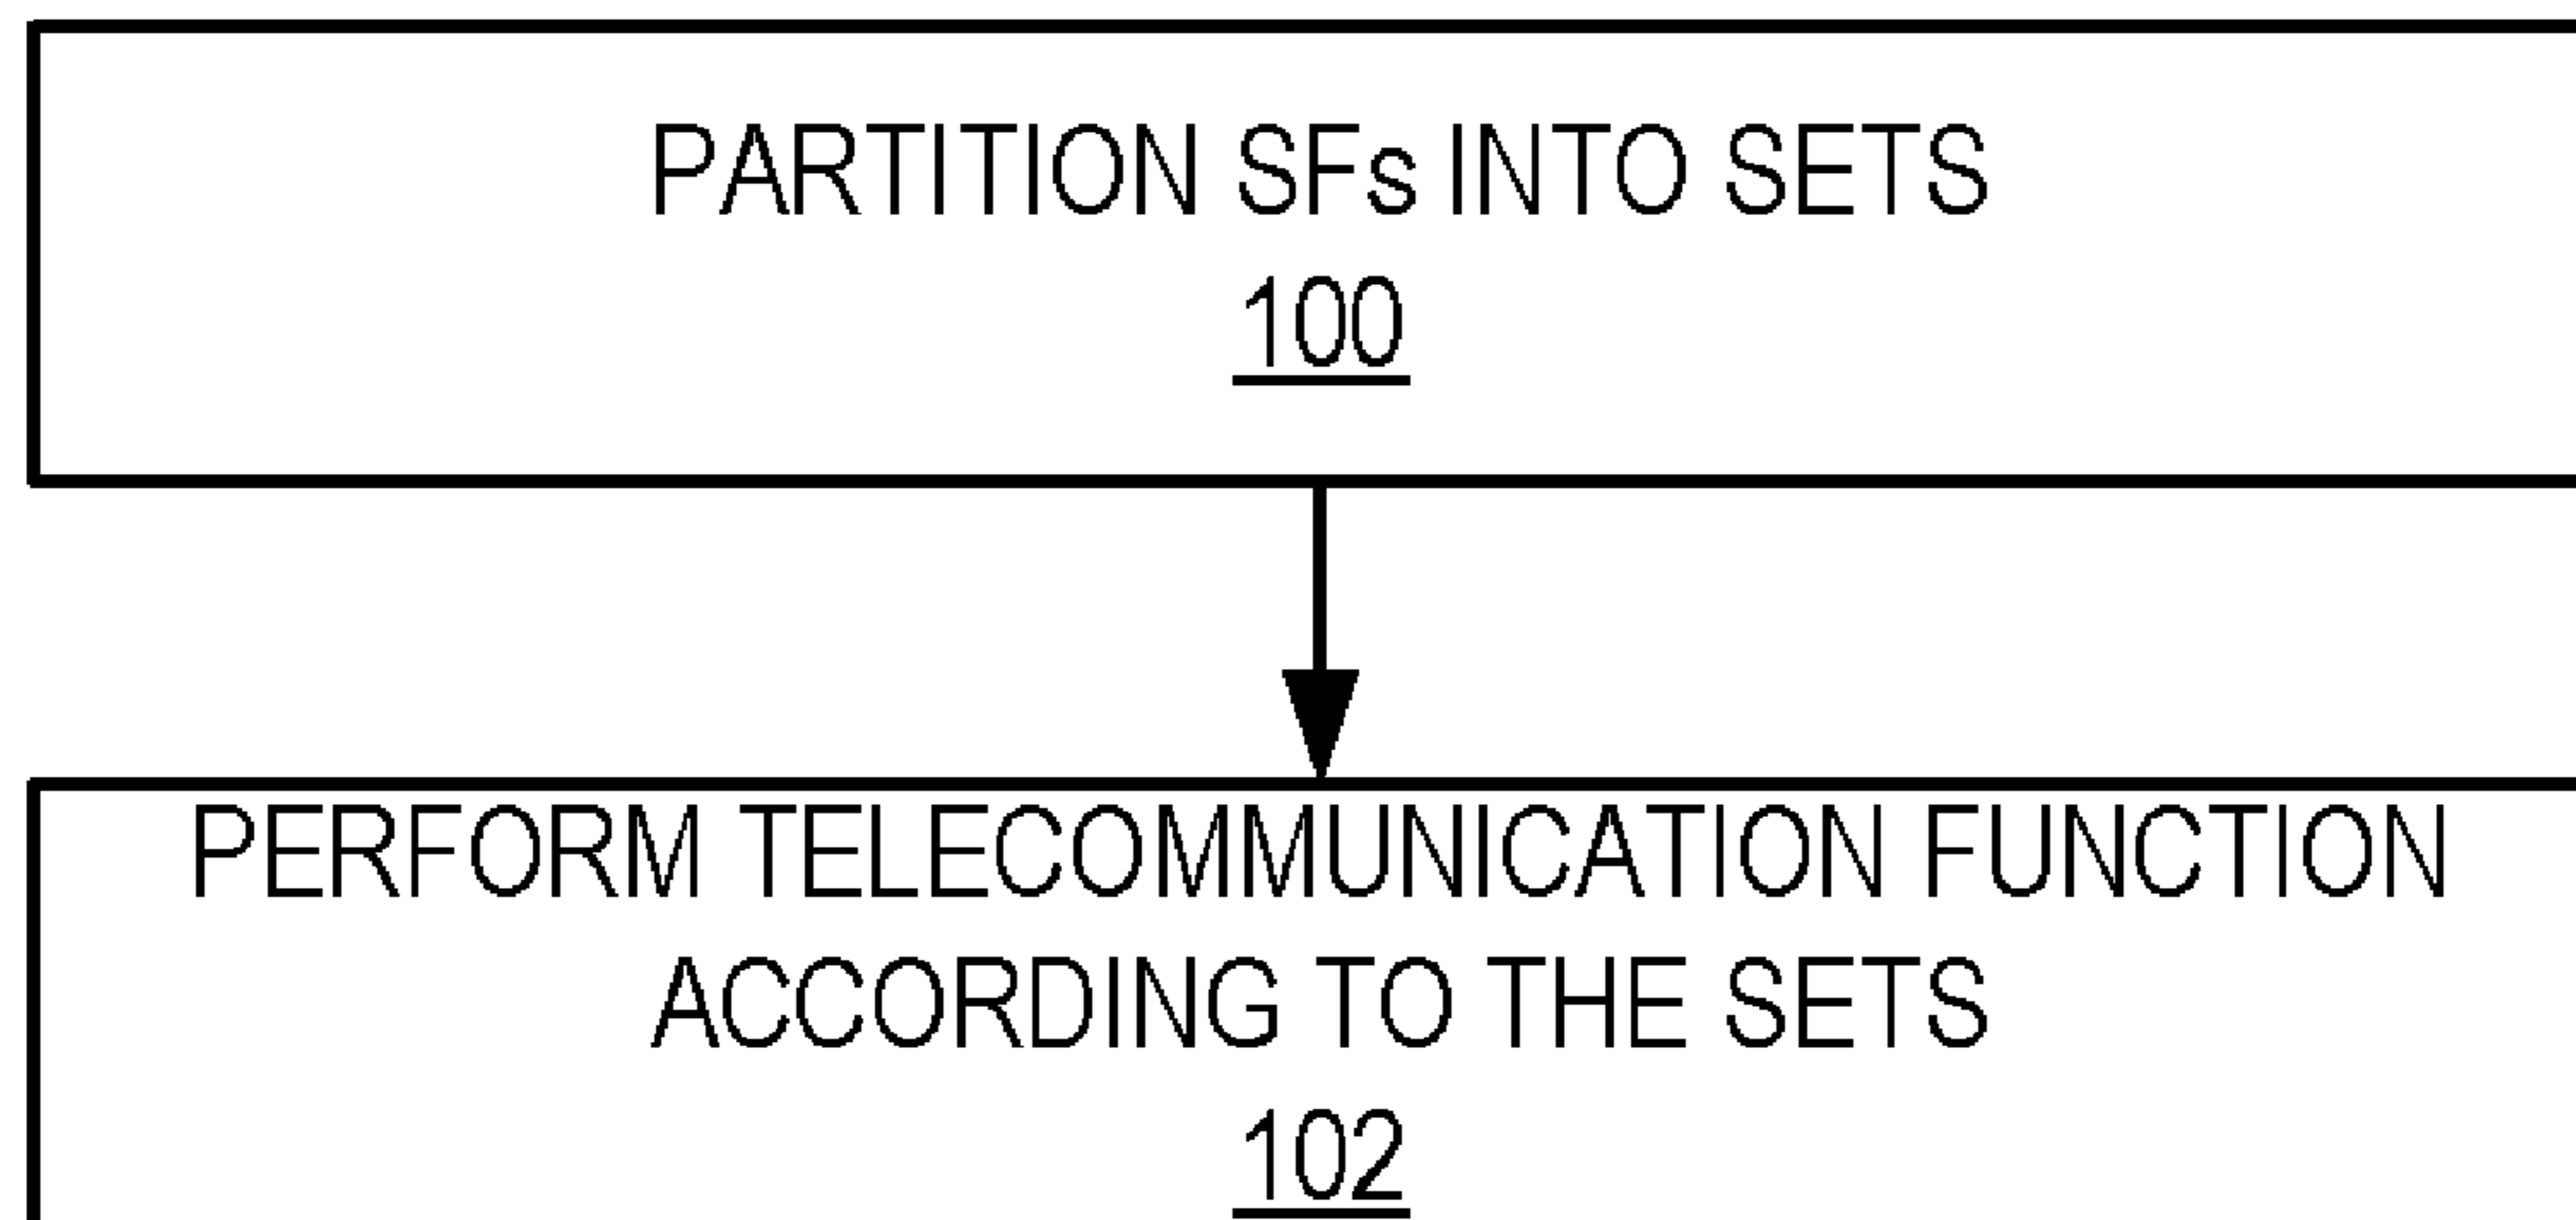 PARTITION SFs INTO SETS
100
PERFORM TELECOMMUNICATION FUNCTION
ACCORDING TO THE SETS
102